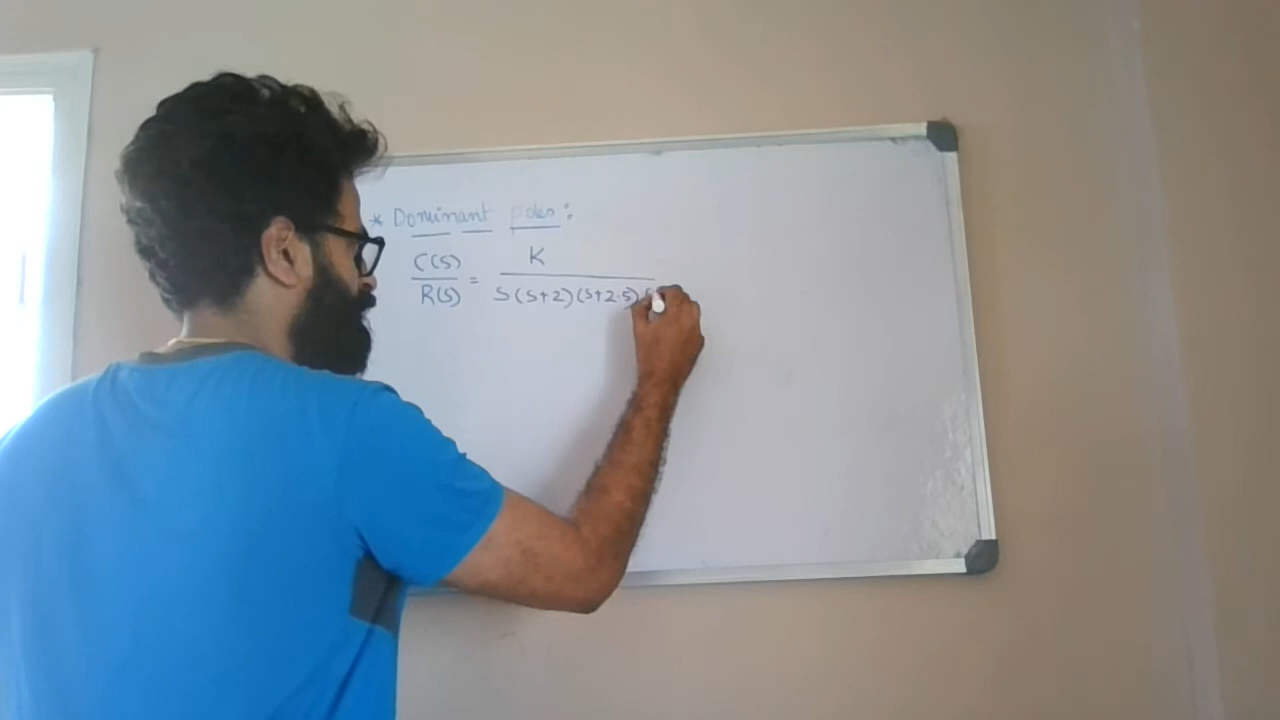 * Dominant poles:
C(S) / R(S) = K / S(S+2)(S+2.5)(